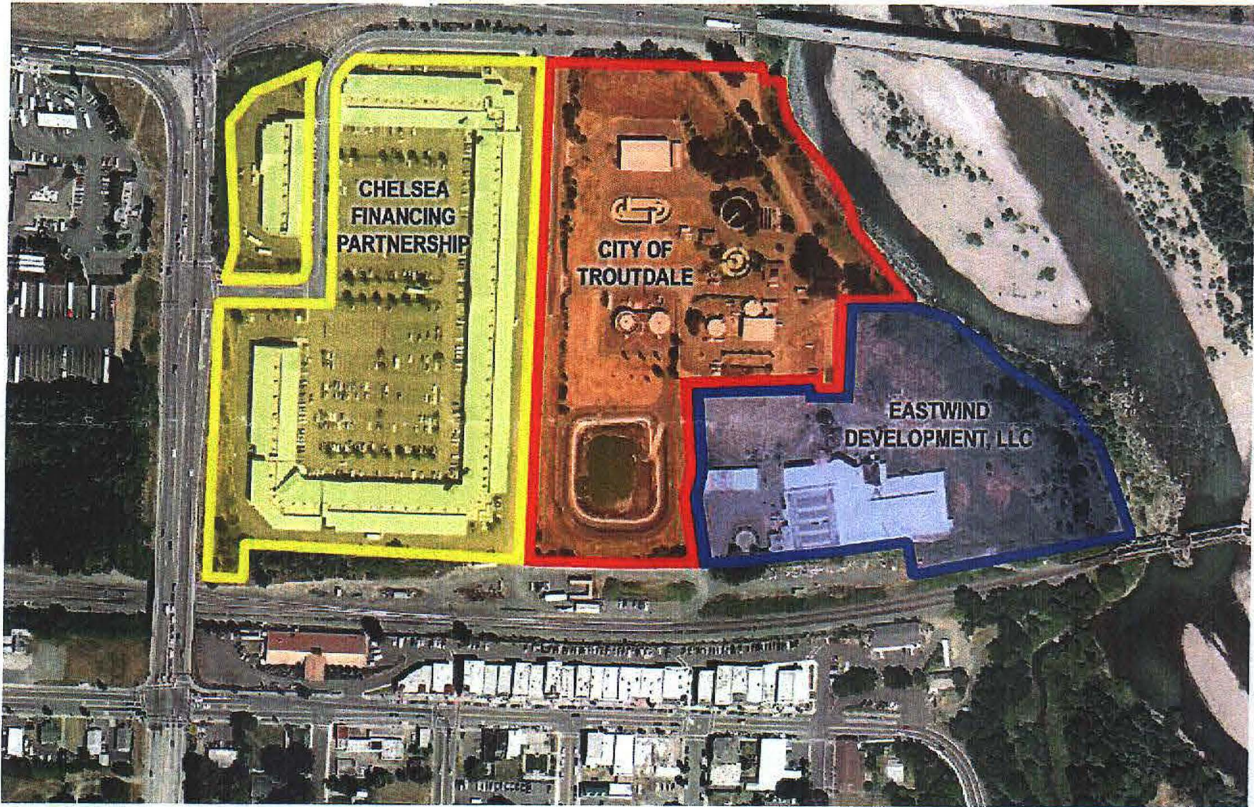 CHELSEA
FINANCING
PARTNERSHIP
CITY OF
TROUTDALE
EASTWIND
DEVELOPMENT, LLC